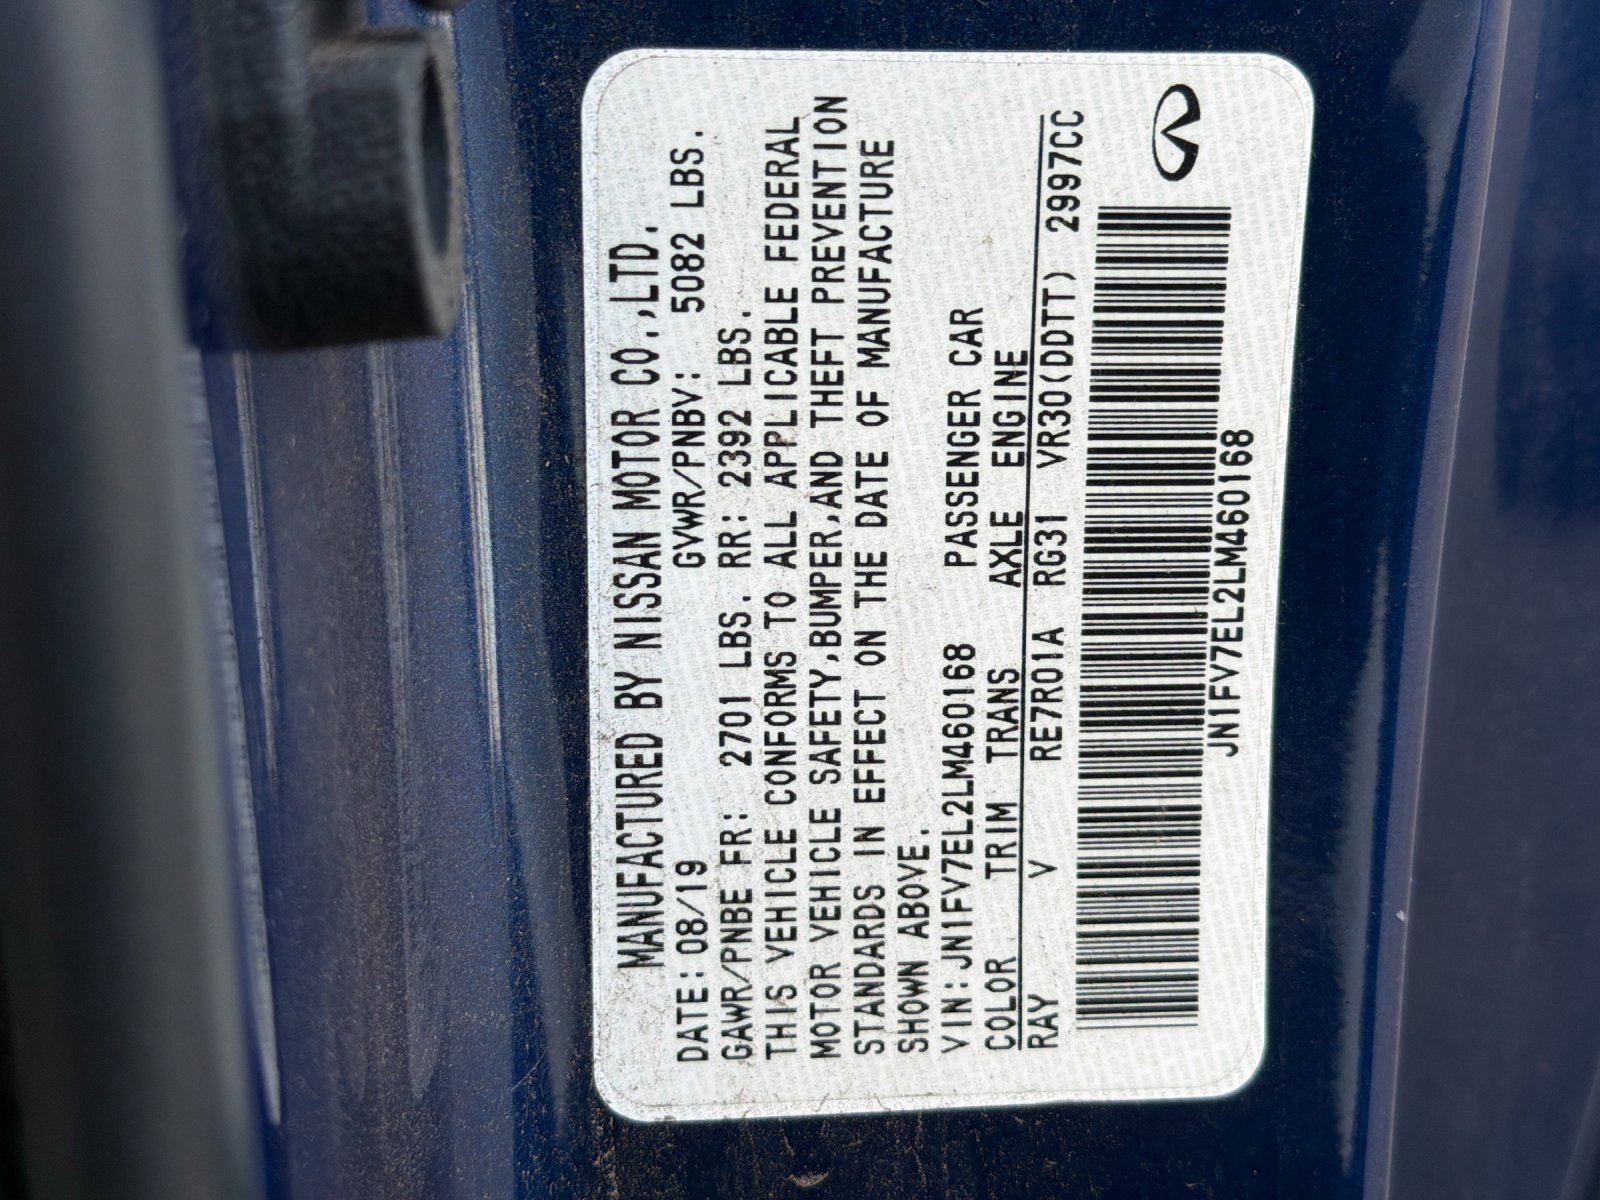 MANUFACTURED BY NISSAN MOTOR CO.,LTD.
DATE: 08/19 GVWR/PNBV: 5082 LBS.
GAWR/PNBE FR: 2701 LBS. RR: 2392 LBS.
THIS VEHICLE CONFORMS TO ALL APPLICABLE FEDERAL
MOTOR VEHICLE SAFETY,BUMPER,AND THEFT PREVENTION
STANDARDS IN EFFECT ON THE DATE OF MANUFACTURE
SHOWN ABOVE.
VIN: JN1FV7EL2LM460168 PASSENGER CAR
COLOR TRIM TRANS AXLE ENGINE
RAY V RE7R01A RG31 VR30(DDTT) 2997CC
JN1FV7EL2LM460168